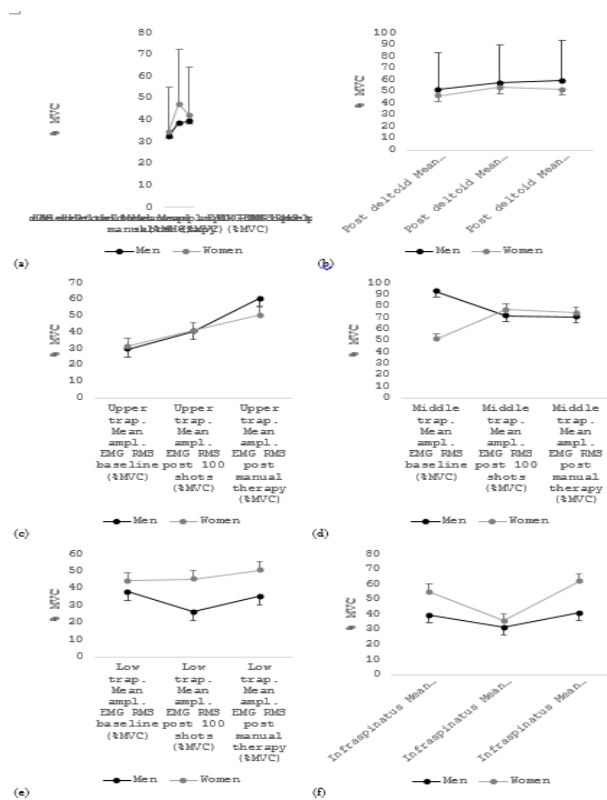 80
70
60
50
40
30
20
10
0
% MVC
Men Women
(a)
100
90
80
70
60
50
40
30
20
10
0
% MVC
Post deltoid Mean…
Post deltoid Mean…
Post deltoid Mean…
Men Women
(b)
70
60
50
40
30
20
10
0
% MVC
Upper Upper Upper
trap. trap. trap.
Mean Mean Mean
ampl. ampl. ampl.
EMG RMS EMG RMS EMG RMS
baseline post 100 post
(%MVC) shots manual
(%MVC) therapy
(%MVC)
Men Women
(c)
100
90
80
70
60
50
40
30
20
10
0
% MVC
Middle Middle Middle
trap. trap. trap.
Mean Mean Mean
ampl. ampl. ampl.
EMG RMS EMG RMS EMG RMS
baseline post 100 post
(%MVC) shots manual
(%MVC) therapy
(%MVC)
Men Women
(d)
60
50
40
30
20
10
0
% MVC
Low Low Low
trap. trap. trap.
Mean Mean Mean
ampl. ampl. ampl.
EMG RMS EMG RMS EMG RMS
baseline post 100 post
(%MVC) shots manual
(%MVC) therapy
(%MVC)
Men Women
(e)
80
70
60
50
40
30
20
10
0
% MVC
Infraspinatus Mean…
Infraspinatus Mean…
Infraspinatus Mean…
Men Women
(f)